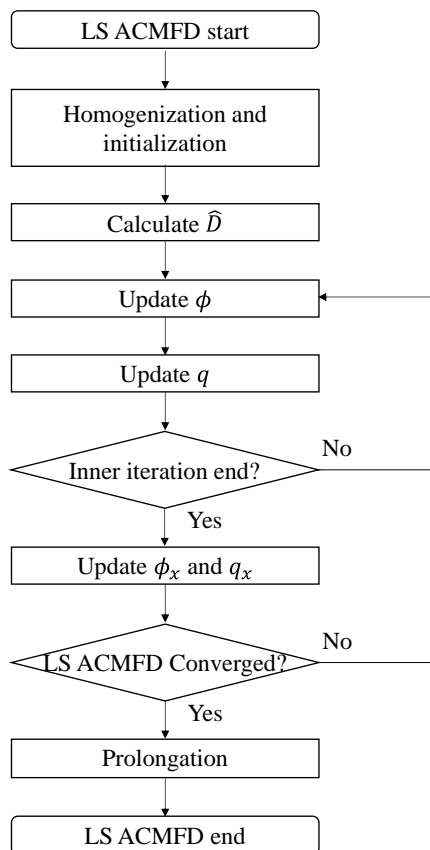 LS ACMFD start
Homogenization and
initialization
Calculate D̂
Update ϕ
Update q
Inner iteration end?
No
Yes
Update ϕₓ and qₓ
LS ACMFD Converged?
No
Yes
Prolongation
LS ACMFD end